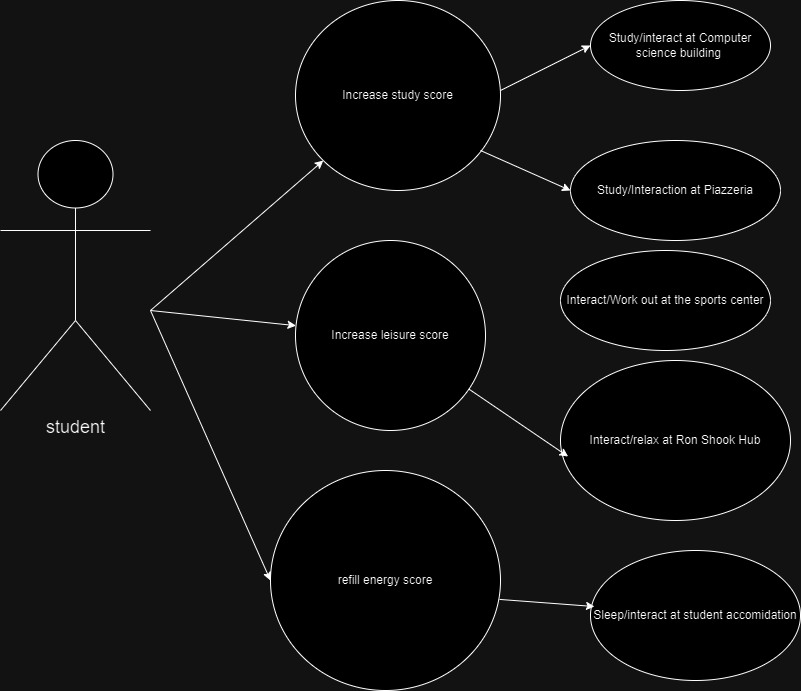 Study/interact at Computer
science building
Increase study score
Study/Interaction at Piazzeria
Interact/Work out at the sports center
Increase leisure score
student
Interact/relax at Ron Shook Hub
refill energy score
Sleep/interact at student accomidation